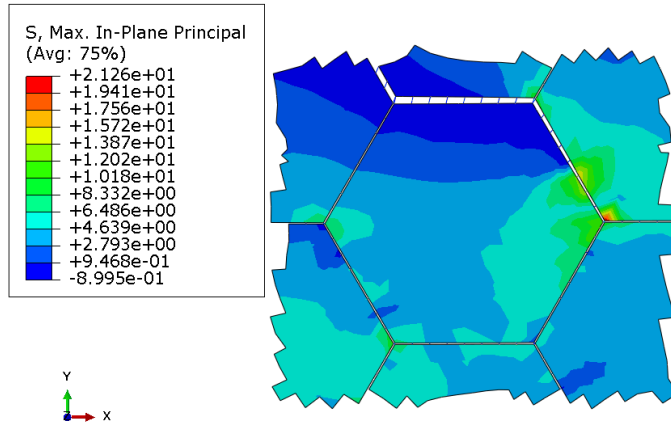 S, Max. In-Plane Principal
(Avg: 75%)
+2.126e+01
+1.941e+01
+1.756e+01
+1.572e+01
+1.387e+01
+1.202e+01
+1.018e+01
+8.332e+00
+6.486e+00
+4.639e+00
+2.793e+00
+9.468e-01
-8.995e-01
Y
Z
X